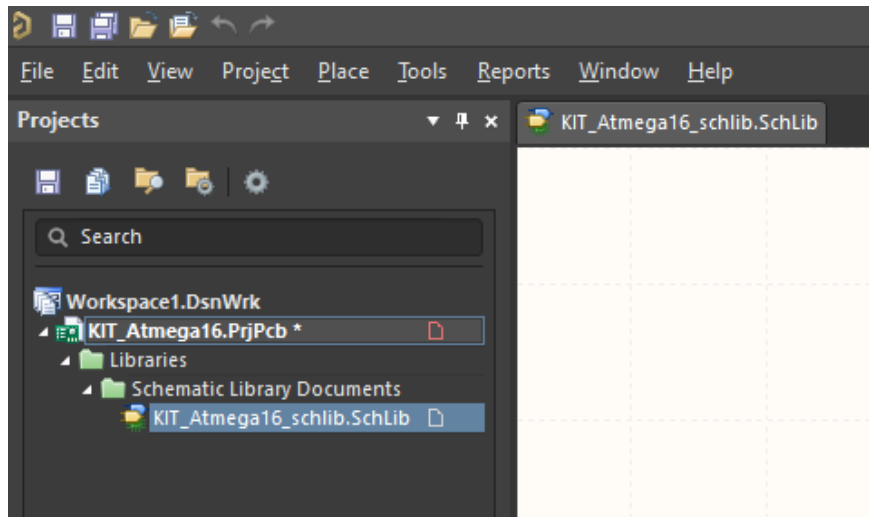 File Edit View Project Place Tools Reports Window Help
Projects
KIT_Atmega16_schlib.SchLib
Search
Workspace1.DsnWrk
KIT_Atmega16.PrjPcb *
Libraries
Schematic Library Documents
KIT_Atmega16_schlib.SchLib